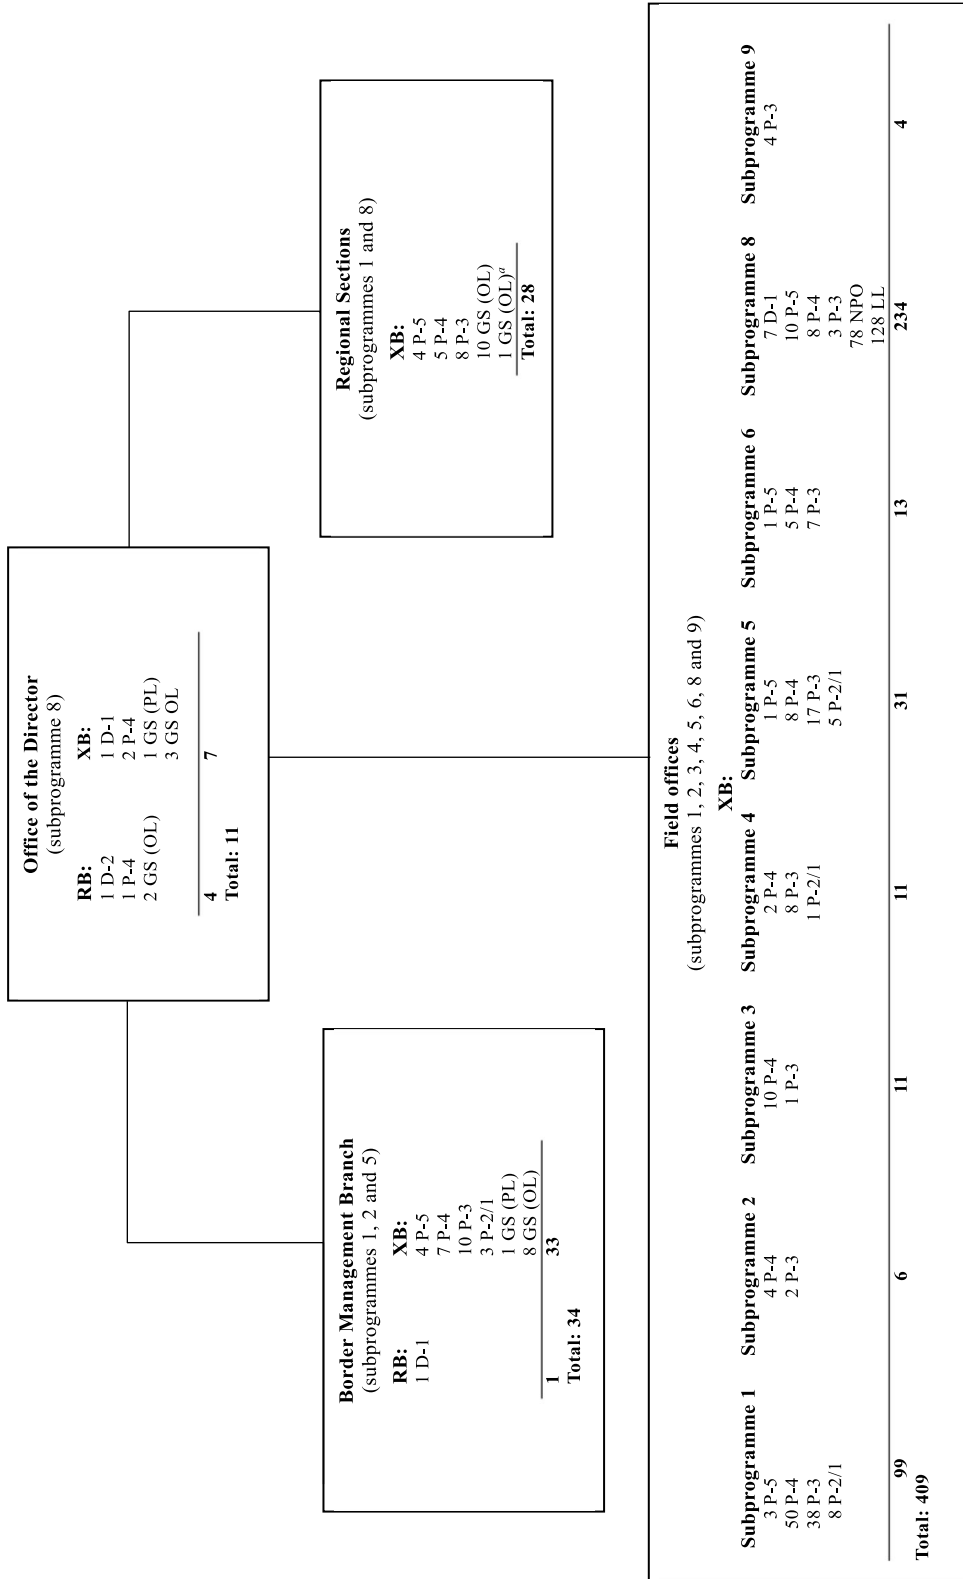 Office of the Director
(subprogramme 8)
RB: XB:
1 D-2 1 D-1
1 P-4 2 P-4
2 GS (OL) 1 GS (PL)
3 GS OL
4 7
Total: 11
Border Management Branch
(subprogrammes 1, 2 and 5)
RB: XB:
1 D-1 4 P-5
7 P-4
10 P-3
3 P-2/1
1 GS (PL)
8 GS (OL)
1 33
Total: 34
Regional Sections
(subprogrammes 1 and 8)
XB:
4 P-5
5 P-4
8 P-3
10 GS (OL)
1 GS (OL)a
Total: 28
Field offices
(subprogrammes 1, 2, 3, 4, 5, 6, 8 and 9)
XB:
Subprogramme 1
3 P-5
50 P-4
38 P-3
8 P-2/1
99
Subprogramme 2
4 P-4
2 P-3
6
Subprogramme 3
10 P-4
1 P-3
11
Subprogramme 4
2 P-4
8 P-3
1 P-2/1
11
Subprogramme 5
1 P-5
8 P-4
17 P-3
5 P-2/1
31
Subprogramme 6
1 P-5
5 P-4
7 P-3
13
Subprogramme 8
7 D-1
10 P-5
8 P-4
3 P-3
78 NPO
128 LL
234
Subprogramme 9
4 P-3
4
Total: 409